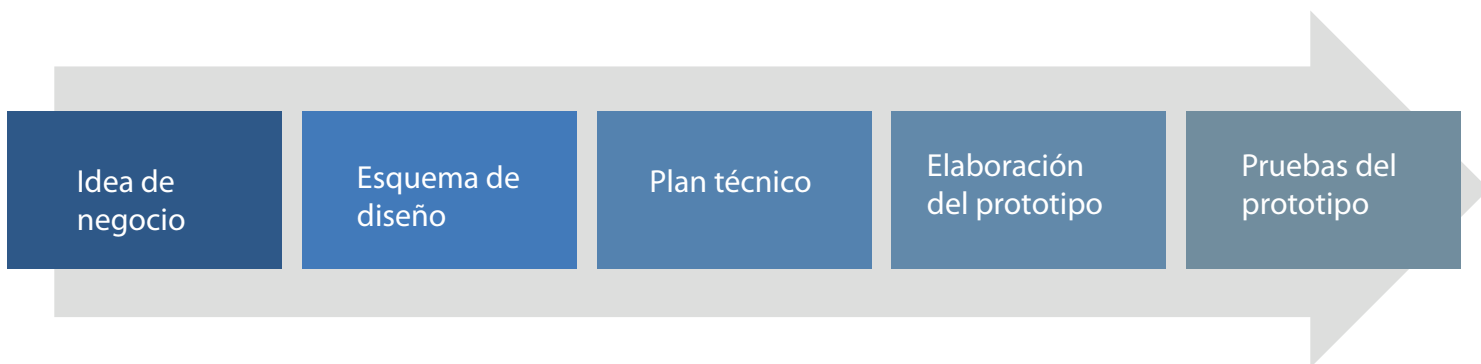 Idea de
negocio
Esquema de
diseño
Plan técnico
Elaboración
del prototipo
Pruebas del
prototipo